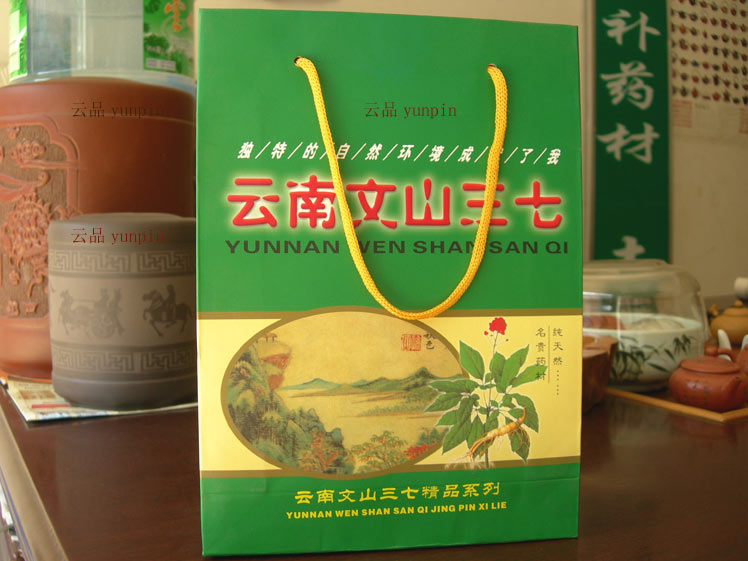 云品 yunpin
云品 yunpin
云品 yunpin
独/特/的/自/然/环/境/成/
/了/我
云南文山三七
YUNNAN WEN SHAN SAN QI
纯天然……
名贵药材
云南文山三七精品系列
YUNNAN WEN SHAN SAN QI JING PIN XI LIE
补药材